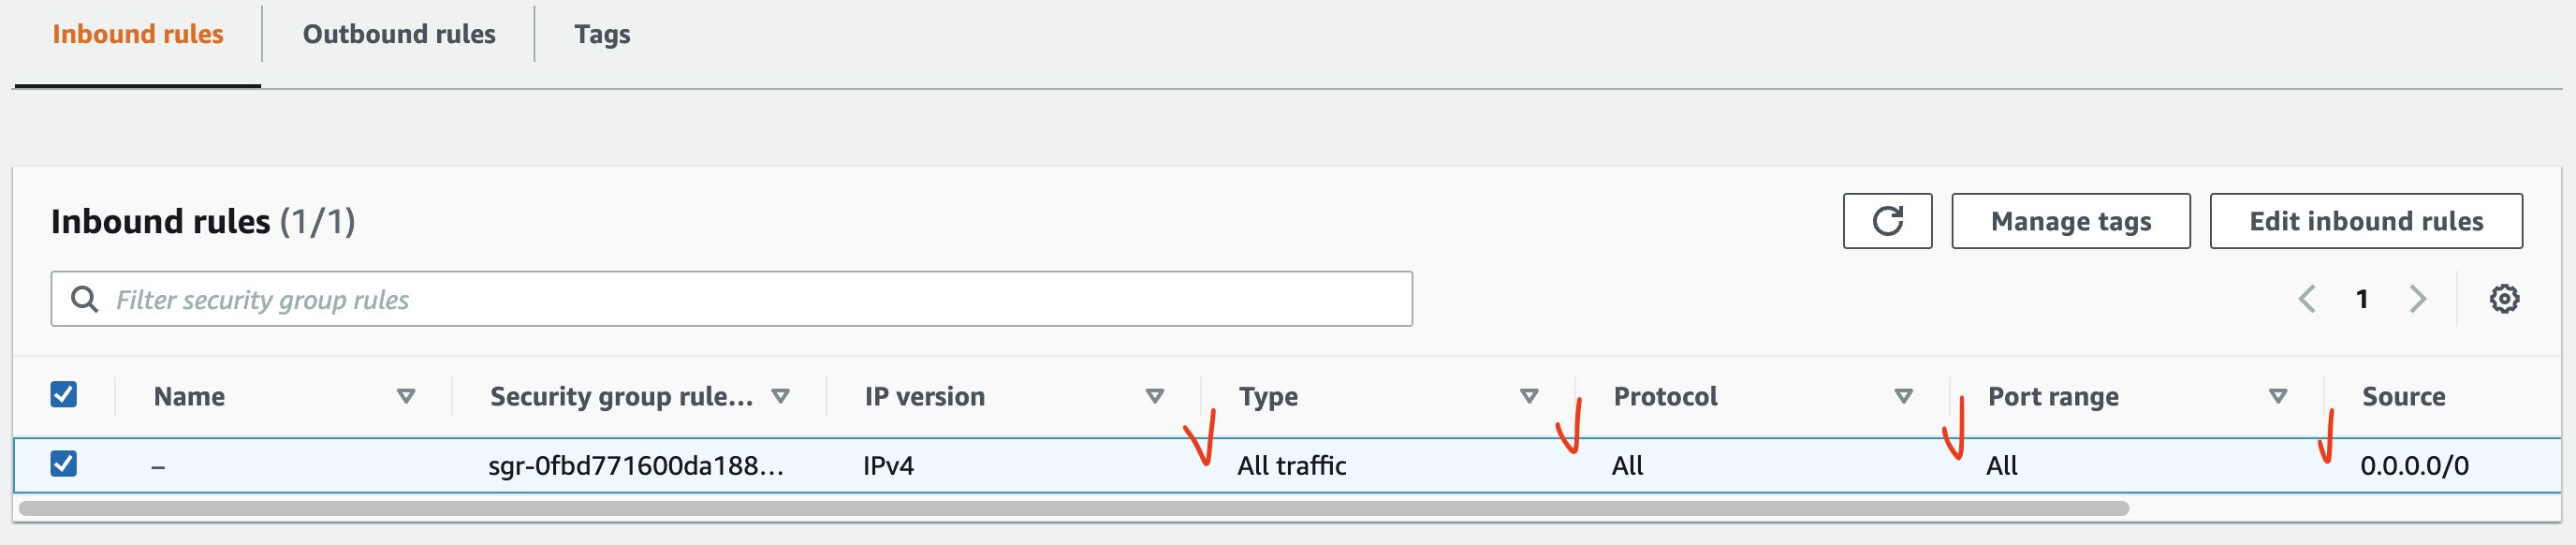 Inbound rules Outbound rules Tags
Inbound rules (1/1) Manage tags Edit inbound rules
Filter security group rules 1
Name Security group rule... IP version Type Protocol Port range Source
– sgr-0fbd771600da188... IPv4 All traffic All All 0.0.0.0/0